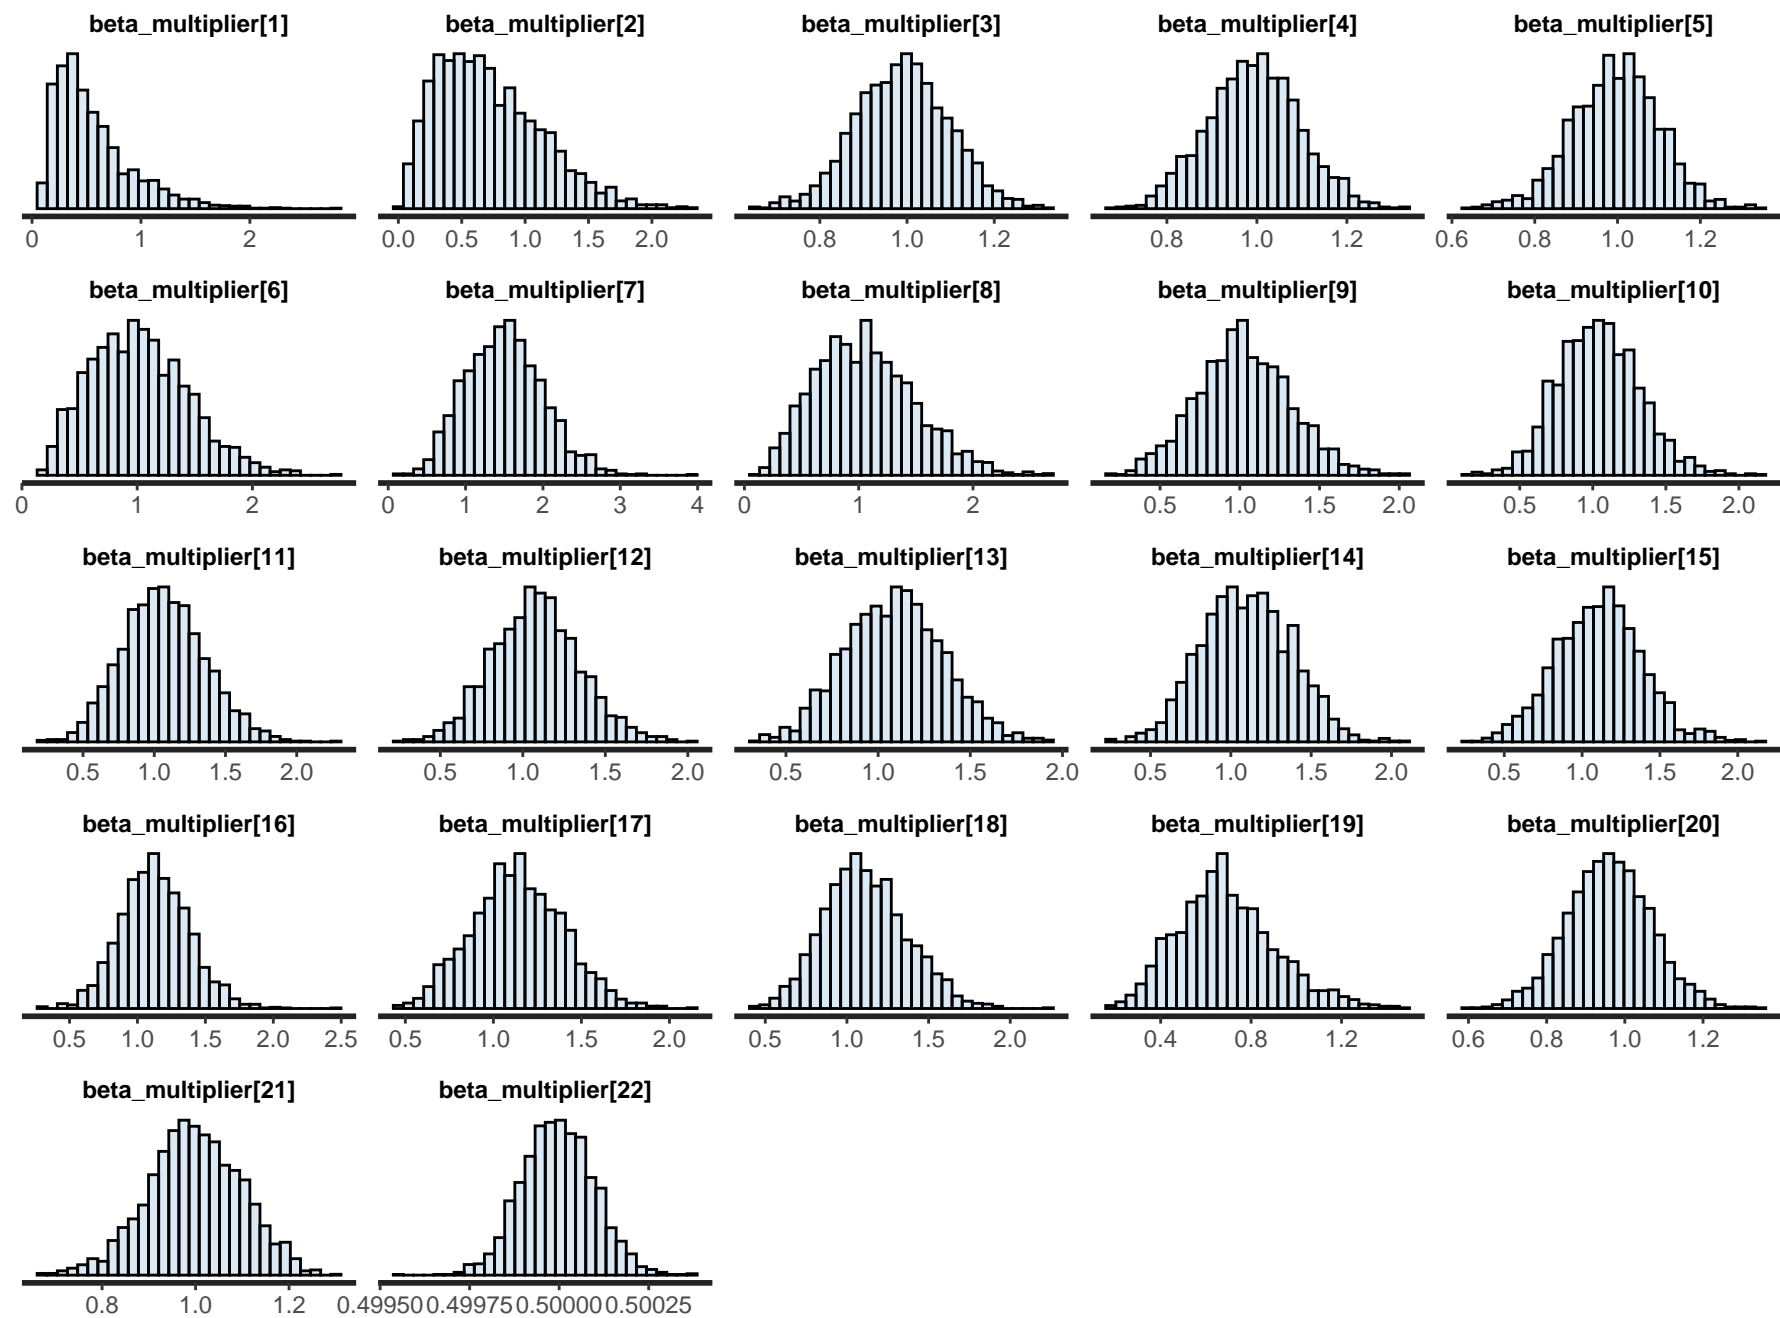 beta_multiplier[1] beta_multiplier[2] beta_multiplier[3] beta_multiplier[4] beta_multiplier[5]
0 1 2 0.0 0.5 1.0 1.5 2.0 0.8 1.0 1.2 0.8 1.0 1.2 0.6 0.8 1.0 1.2
beta_multiplier[6] beta_multiplier[7] beta_multiplier[8] beta_multiplier[9] beta_multiplier[10]
0 1 2 0 1 2 3 4 0 1 2 0.5 1.0 1.5 2.0 0.5 1.0 1.5 2.0
beta_multiplier[11] beta_multiplier[12] beta_multiplier[13] beta_multiplier[14] beta_multiplier[15]
0.5 1.0 1.5 2.0 0.5 1.0 1.5 2.0 0.5 1.0 1.5 2.0 0.5 1.0 1.5 2.0 0.5 1.0 1.5 2.0
beta_multiplier[16] beta_multiplier[17] beta_multiplier[18] beta_multiplier[19] beta_multiplier[20]
0.5 1.0 1.5 2.0 2.5 0.5 1.0 1.5 2.0 0.5 1.0 1.5 2.0 0.4 0.8 1.2 0.6 0.8 1.0 1.2
beta_multiplier[21] beta_multiplier[22]
0.8 1.0 1.2 0.49950 0.49975 0.50000 0.50025